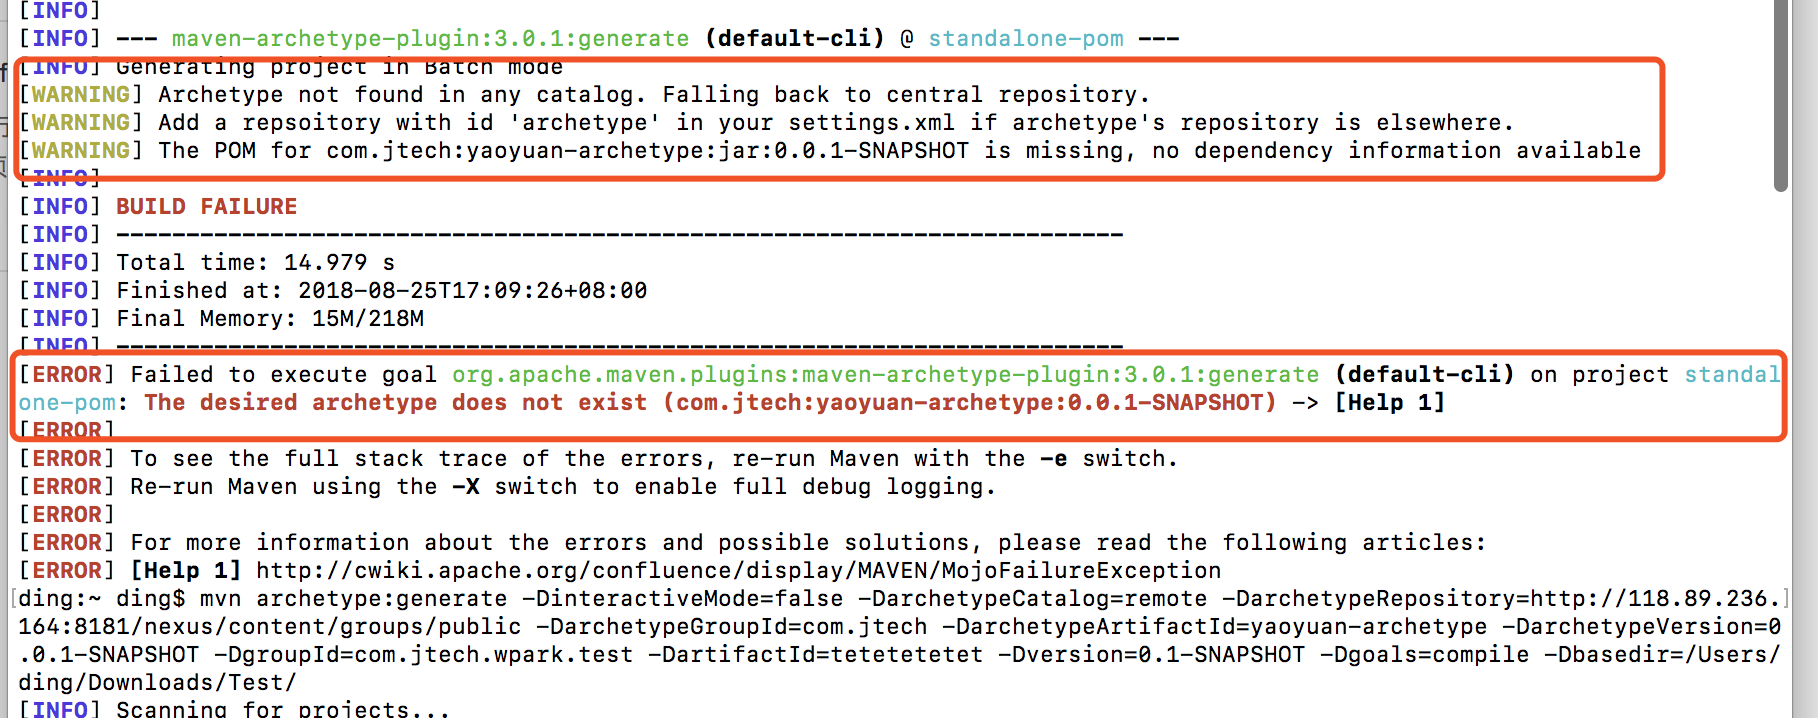 [INFO]
[INFO] --- maven-archetype-plugin:3.0.1:generate (default-cli) @ standalone-pom ---
[INFO] Generating project in Batch mode
[WARNING] Archetype not found in any catalog. Falling back to central repository.
[WARNING] Add a repsoitory with id 'archetype' in your settings.xml if archetype's repository is elsewhere.
[WARNING] The POM for com.jtech:yaoyuan-archetype:jar:0.0.1-SNAPSHOT is missing, no dependency information available
[INFO]
[INFO] BUILD FAILURE
[INFO] ------------------------------------------------------------------------
[INFO] Total time: 14.979 s
[INFO] Finished at: 2018-08-25T17:09:26+08:00
[INFO] Final Memory: 15M/218M
[INFO] ------------------------------------------------------------------------
[ERROR] Failed to execute goal org.apache.maven.plugins:maven-archetype-plugin:3.0.1:generate (default-cli) on project standal
one-pom: The desired archetype does not exist (com.jtech:yaoyuan-archetype:0.0.1-SNAPSHOT) -> [Help 1]
[ERROR]
[ERROR] To see the full stack trace of the errors, re-run Maven with the -e switch.
[ERROR] Re-run Maven using the -X switch to enable full debug logging.
[ERROR]
[ERROR] For more information about the errors and possible solutions, please read the following articles:
[ERROR] [Help 1] http://cwiki.apache.org/confluence/display/MAVEN/MojoFailureException
[ding:~ ding$ mvn archetype:generate -DinteractiveMode=false -DarchetypeCatalog=remote -DarchetypeRepository=http://118.89.236.]
164:8181/nexus/content/groups/public -DarchetypeGroupId=com.jtech -DarchetypeArtifactId=yaoyuan-archetype -DarchetypeVersion=0
.0.1-SNAPSHOT -DgroupId=com.jtech.wpark.test -DartifactId=tetetetetet -Dversion=0.1-SNAPSHOT -Dgoals=compile -Dbasedir=/Users/
ding/Downloads/Test/
[INFO] Scanning for projects...